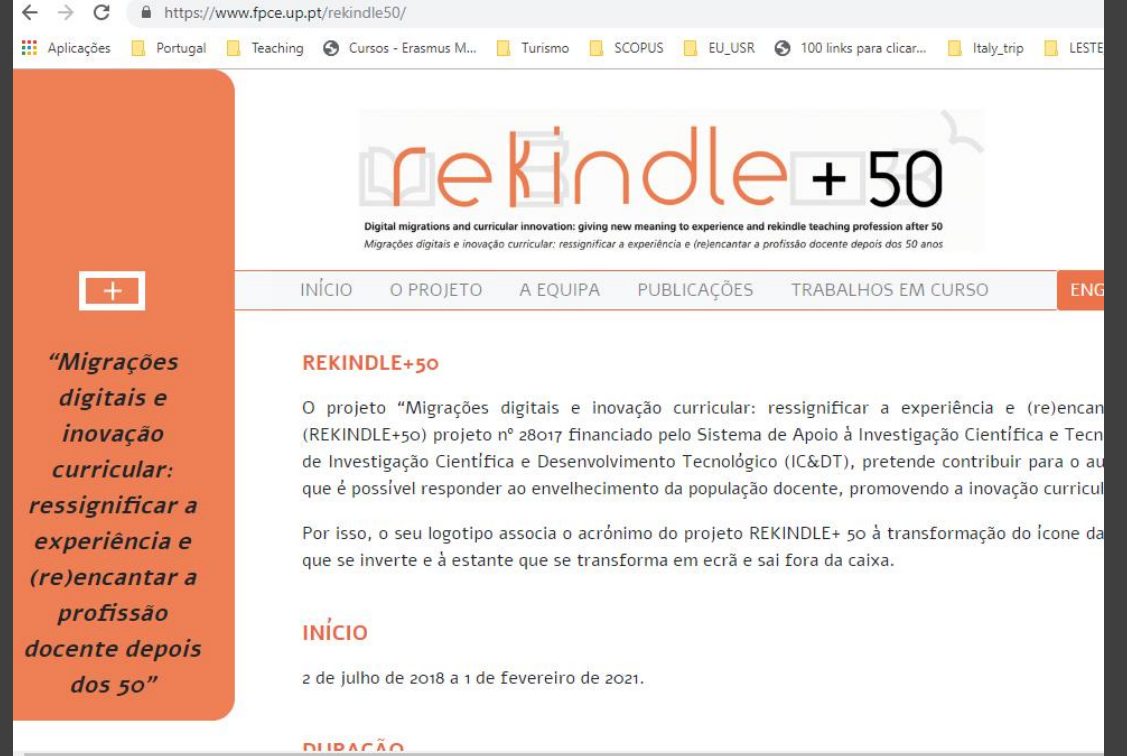 https://www.fpce.up.pt/rekindle50/
Aplicações Portugal Teaching Cursos - Erasmus M... Turismo SCOPUS EU_USR 100 links para clicar... Italy_trip LESTE
rekindle + 50
Digital migrations and curricular innovation: giving new meaning to experience and rekindle teaching profession after 50
Migrações digitais e inovação curricular: ressignificar a experiência e (re)encantar a profissão docente depois dos 50 anos
+
INÍCIO O PROJETO A EQUIPA PUBLICAÇÕES TRABALHOS EM CURSO ENG
“Migrações
digitais e
inovação
curricular:
ressignificar a
experiência e
(re)encantar a
profissão
docente depois
dos 50”
REKINDLE+50
O projeto “Migrações digitais e inovação curricular: ressignificar a experiência e (re)encan
(REKINDLE+50) projeto nº 28017 financiado pelo Sistema de Apoio à Investigação Científica e Tecn
de Investigação Científica e Desenvolvimento Tecnológico (IC&DT), pretende contribuir para o au
que é possível responder ao envelhecimento da população docente, promovendo a inovação curricul
Por isso, o seu logotipo associa o acrónimo do projeto REKINDLE+ 50 à transformação do ícone da
que se inverte e à estante que se transforma em ecrã e sai fora da caixa.
INÍCIO
2 de julho de 2018 a 1 de fevereiro de 2021.
DURAÇÃO